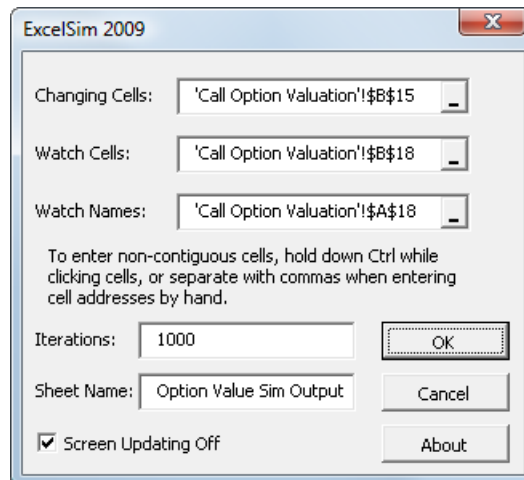 ExcelSim 2009
Changing Cells: 'Call Option Valuation'!$B$15 _
Watch Cells: 'Call Option Valuation'!$B$18 _
Watch Names: 'Call Option Valuation'!$A$18 _
To enter non-contiguous cells, hold down Ctrl while
clicking cells, or separate with commas when entering
cell addresses by hand.
Iterations: 1000 OK
Sheet Name: Option Value Sim Output Cancel
Screen Updating Off About